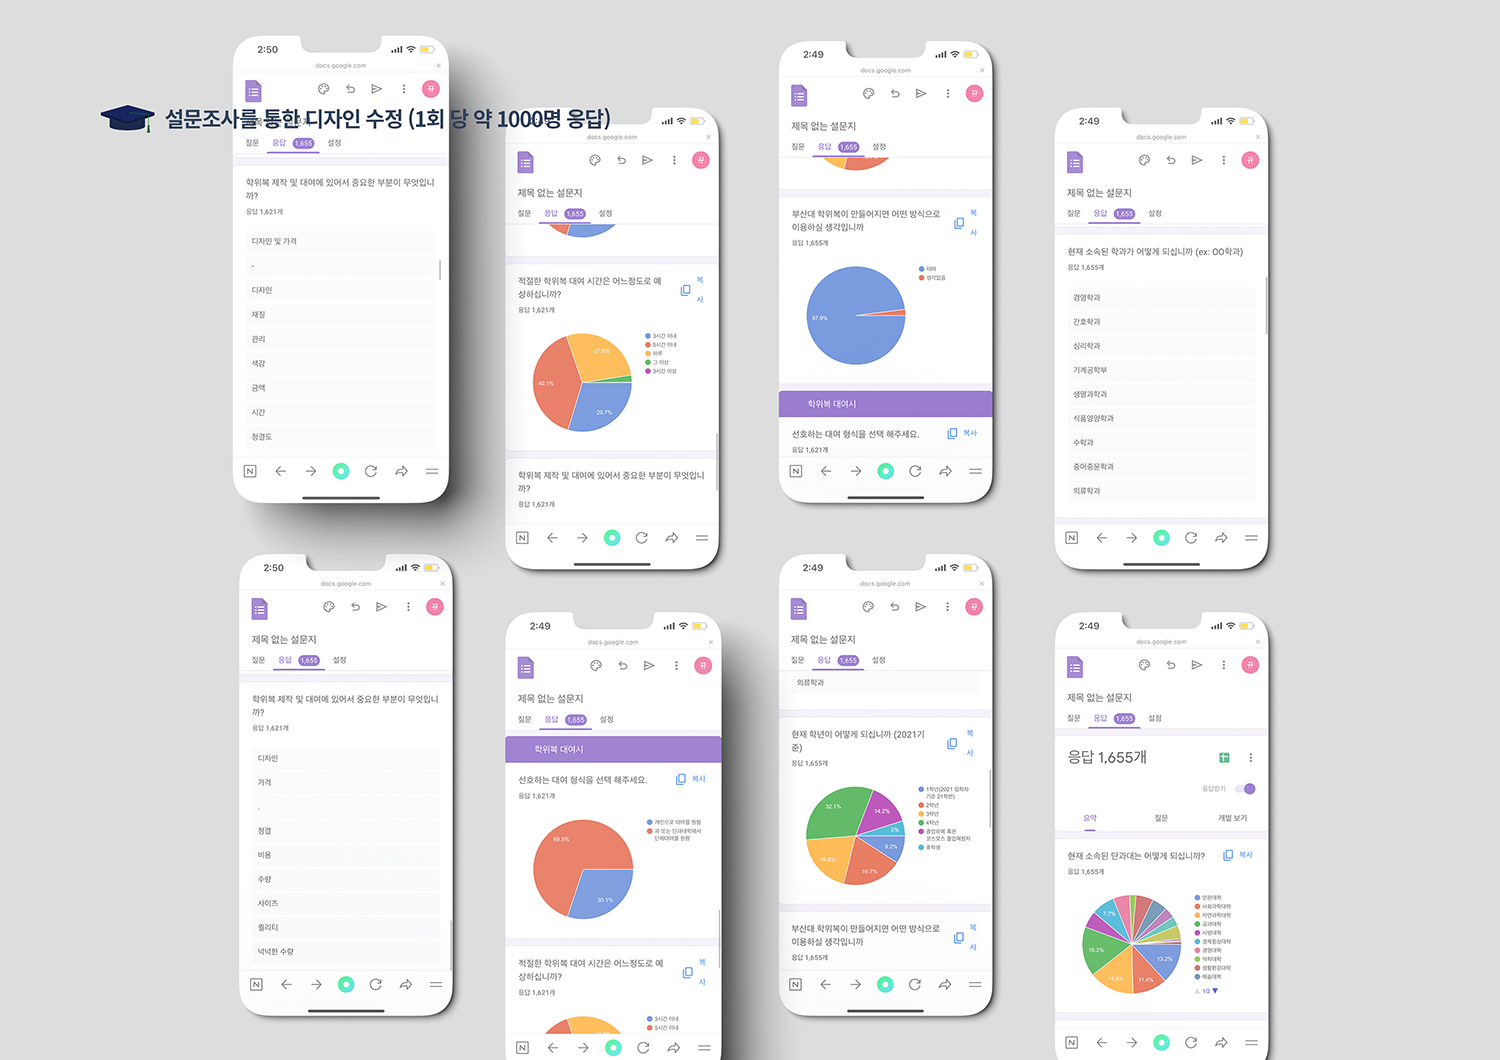 설문조사를 통한 디자인 수정 (1회 당 약 1000명 응답)
2:50
docs.google.com
질문 응답 1,655 설정
학위복 제작 및 대여에 있어서 중요한 부분이 무엇입니
까?
응답 1,621개
디자인 및 가격
.
디자인
재질
관리
색감
금액
시간
청결도
docs.google.com
제목 없는 설문지
질문 응답 1,655 설정
적절한 학위복 대여 시간은 어느정도로 예
상하십니까?
복
사
응답 1,621개
3시간 이내
5시간 이내
하루
그 이상
3시간 이상
37.8%
40.1%
29.7%
학위복 제작 및 대여에 있어서 중요한 부분이 무엇입니
까?
응답 1,621개
2:49
docs.google.com
제목 없는 설문지
질문 응답 1,655 설정
부산대 학위복이 만들어지면 어떤 방식으로
이용하실 생각입니까
복
사
응답 1,655개
대여
생각없음
97.9%
학위복 대여시
선호하는 대여 형식을 선택 해주세요.
복사
응답 1,621개
2:49
docs.google.com
제목 없는 설문지
질문 응답 1,655 설정
현재 소속된 학과가 어떻게 되십니까 (ex: OO학과)
응답 1,655개
경영학과
간호학과
심리학과
기계공학부
생명과학과
식품영양학과
수학과
중어중문학과
의류학과
2:50
docs.google.com
제목 없는 설문지
질문 응답 1,655 설정
학위복 제작 및 대여에 있어서 중요한 부분이 무엇입니
까?
응답 1,621개
디자인
가격
.
청결
비용
수량
사이즈
퀄리티
넉넉한 수량
2:49
docs.google.com
제목 없는 설문지
질문 응답 1,655 설정
학위복 대여시
선호하는 대여 형식을 선택 해주세요.
복사
응답 1,621개
개인으로 대여를 원함
과 또는 단과대학에서
단체대여를 원함
69.9%
30.1%
적절한 학위복 대여 시간은 어느정도로 예
상하십니까?
복
사
응답 1,621개
3시간 이내
5시간 이내
2:49
docs.google.com
제목 없는 설문지
질문 응답 1,655 설정
의류학과
현재 학년이 어떻게 되십니까 (2021기
준)
복
사
응답 1,655개
1학년(2021 입학자
기준 21학번)
2학년
3학년
4학년
졸업유예 혹은
코스모스 졸업예정자
휴학생
32.1%
14.2%
5%
9.2%
19.7%
19.8%
부산대 학위복이 만들어지면 어떤 방식으로
이용하실 생각입니까
복
사
응답 1,655개
2:49
docs.google.com
제목 없는 설문지
질문 응답 1,655 설정
응답 1,655개
응답받기
요약 질문 개별 보기
현재 소속된 단과대는 어떻게 되십니까?
복사
응답 1,655개
인문대학
사회과학대학
자연과학대학
공과대학
사범대학
경제통상대학
경영대학
약학대학
생활환경대학
예술대학
1/2
7.7%
16.3%
14.8%
11.4%
13.2%